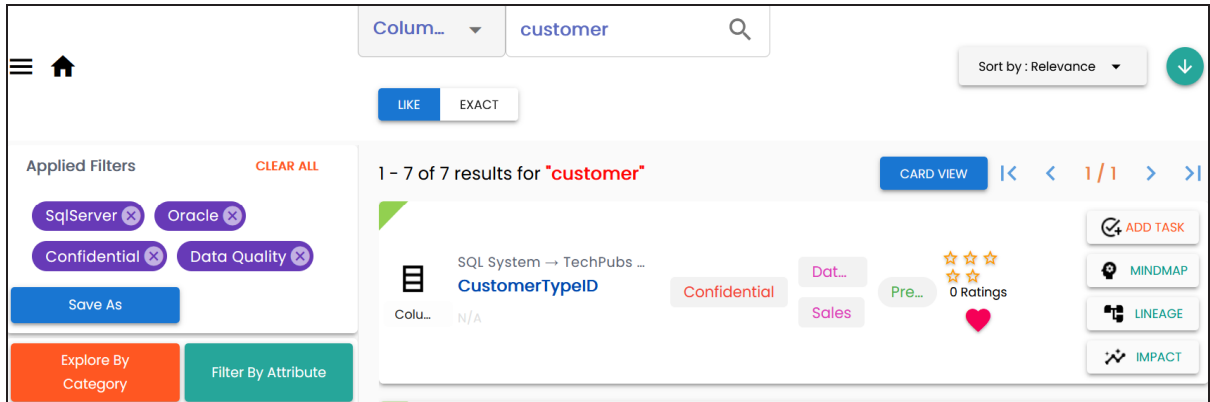 Colum...
customer
Sort by : Relevance
LIKE
EXACT
Applied Filters
CLEAR ALL
SqlServer
Oracle
Confidential
Data Quality
Save As
Explore By
Category
Filter By Attribute
1 - 7 of 7 results for "customer"
CARD VIEW
1 / 1
Colu...
SQL System → TechPubs ...
CustomerTypeID
N/A
Confidential
Dat...
Sales
Pre...
0 Ratings
ADD TASK
MINDMAP
LINEAGE
IMPACT